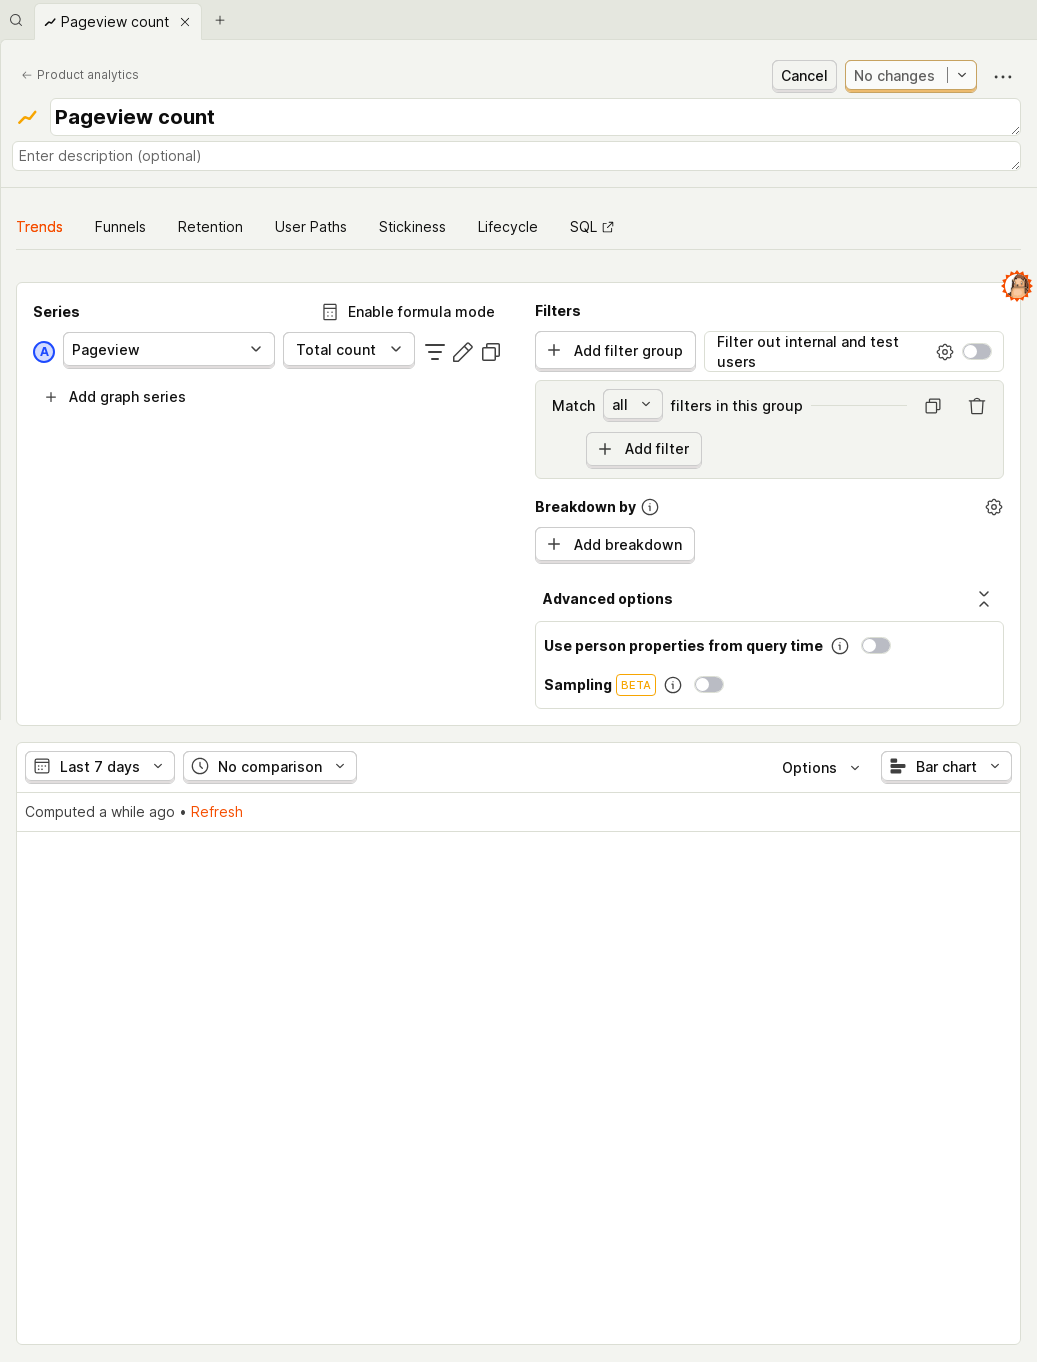 Pageview count
Product analytics
Cancel
No changes
Pageview count
Enter description (optional)
Trends
Funnels
Retention
User Paths
Stickiness
Lifecycle
SQL
Series
Enable formula mode
A
Pageview
Total count
Add graph series
Filters
Add filter group
Filter out internal and test
users
Match all filters in this group
Add filter
Breakdown by
Add breakdown
Advanced options
Use person properties from query time
Sampling BETA
Last 7 days
No comparison
Options
Bar chart
Computed a while ago • Refresh